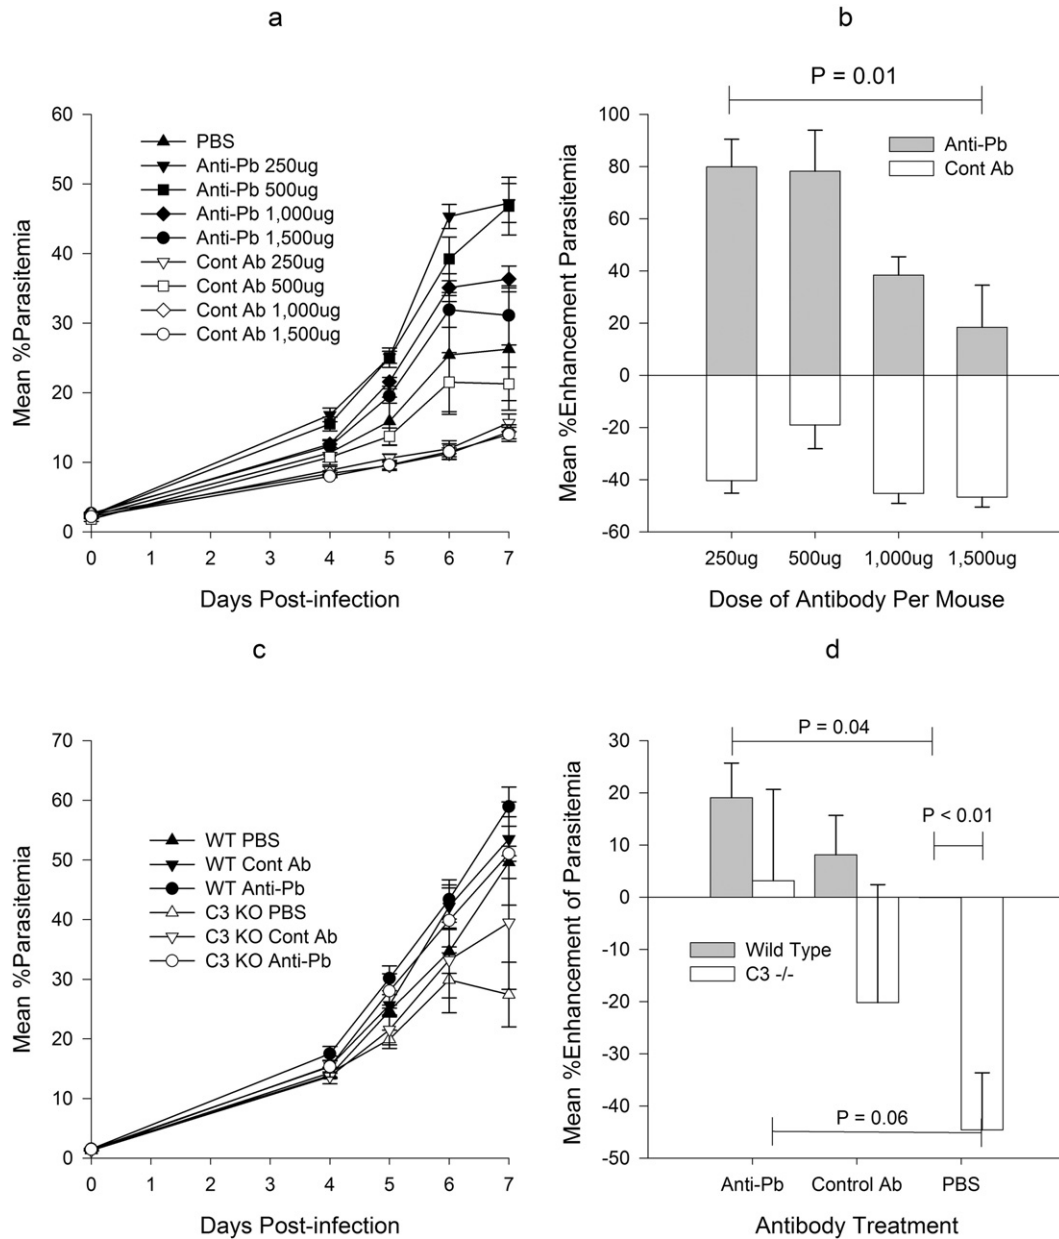 a
Mean %Parasitemia
60
50
40
30
20
10
0
PBS
Anti-Pb 250ug
Anti-Pb 500ug
Anti-Pb 1,000ug
Anti-Pb 1,500ug
Cont Ab 250ug
Cont Ab 500ug
Cont Ab 1,000ug
Cont Ab 1,500ug
0 1 2 3 4 5 6 7
Days Post-infection
b
P = 0.01
Mean %Enhancement Parasitemia
100
80
60
40
20
0
-20
-40
-60
Anti-Pb
Cont Ab
250ug 500ug 1,000ug 1,500ug
Dose of Antibody Per Mouse
c
Mean %Parasitemia
70
60
50
40
30
20
10
0
WT PBS
WT Cont Ab
WT Anti-Pb
C3 KO PBS
C3 KO Cont Ab
C3 KO Anti-Pb
0 1 2 3 4 5 6 7
Days Post-infection
d
Mean %Enhancement of Parasitemia
30
20
10
0
-10
-20
-30
-40
-50
P = 0.04
P < 0.01
Wild Type
C3 -/-
P = 0.06
Anti-Pb Control Ab PBS
Antibody Treatment